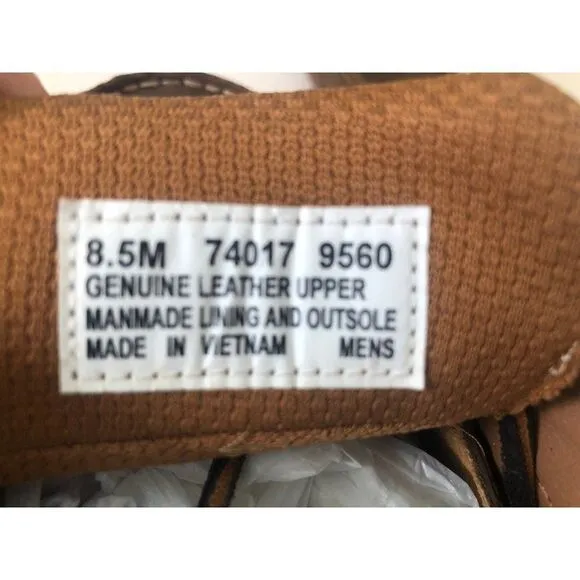 8.5M 74017 9560
GENUINE LEATHER UPPER
MANMADE LINING AND OUTSOLE
MADE IN VIETNAM MENS